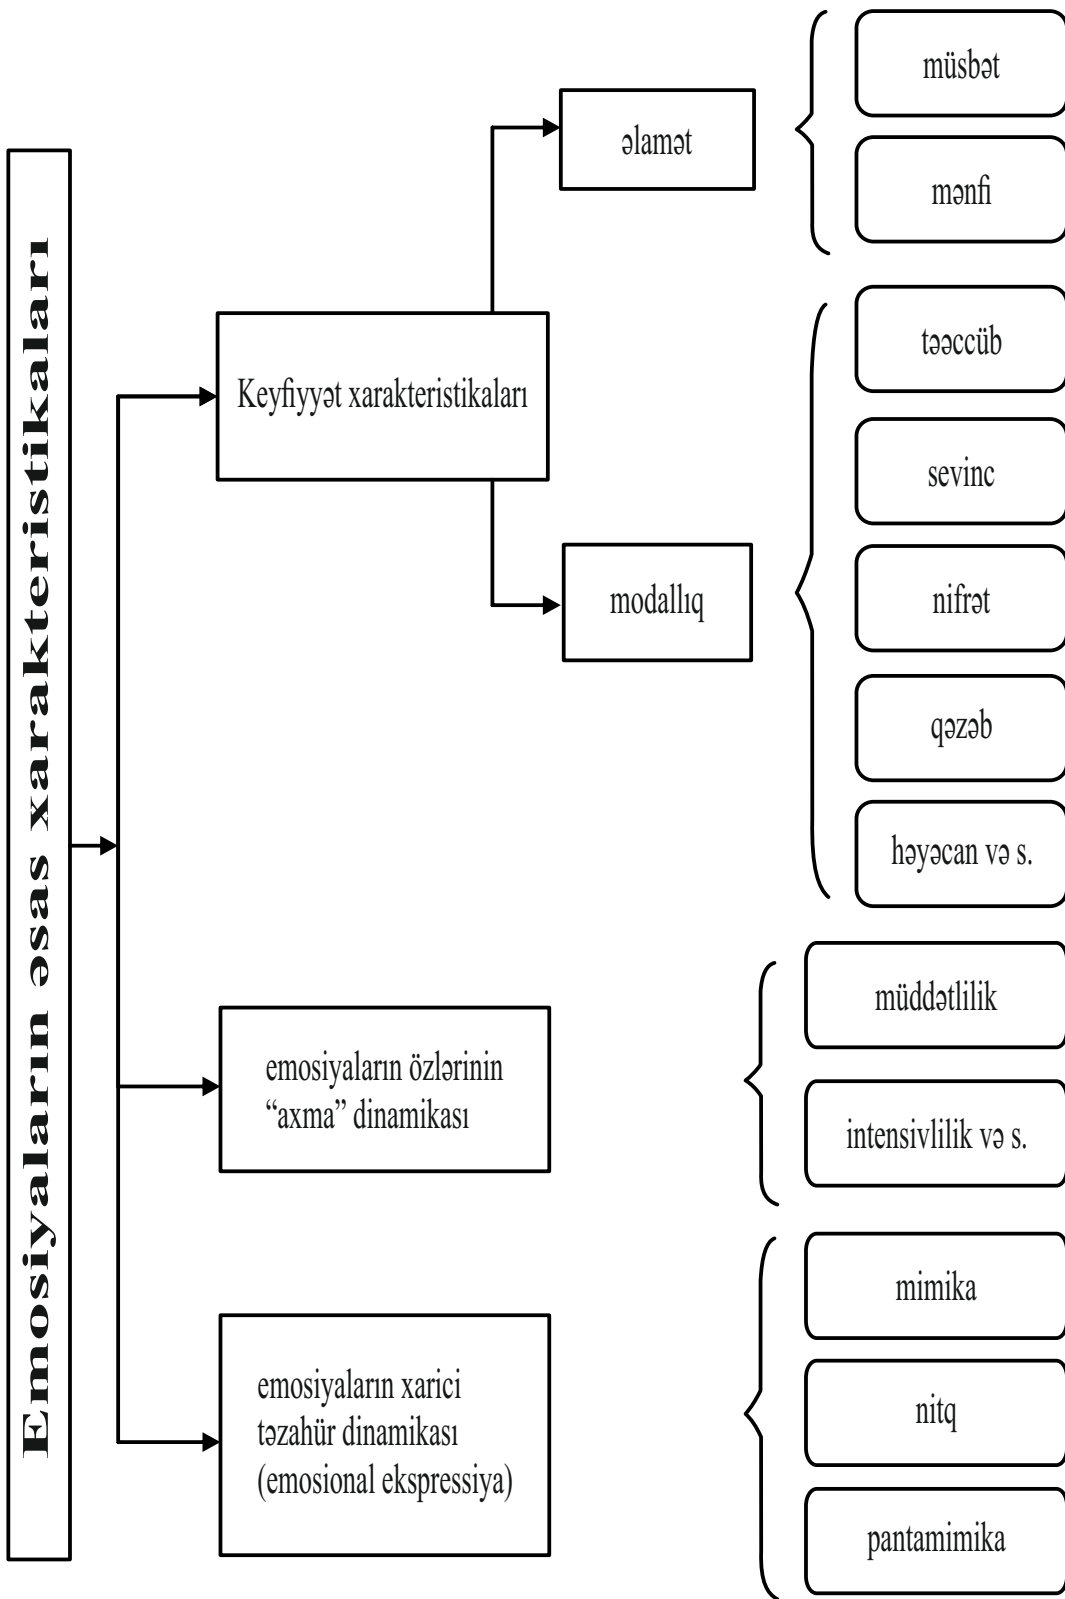 Emosiyaların əsas xarakteristikaları
Keyfiyyət xarakteristikaları
əlamət
müsbət
mənfi
modallıq
təəccüb
sevinc
nifrət
qəzəb
həyəcan və s.
emosiyaların özlərinin
“axma” dinamikası
müddətlilik
intensivlilik və s.
emosiyaların xarici
təzahür dinamikası
(emosional ekspressiya)
mimika
nitq
pantamimika